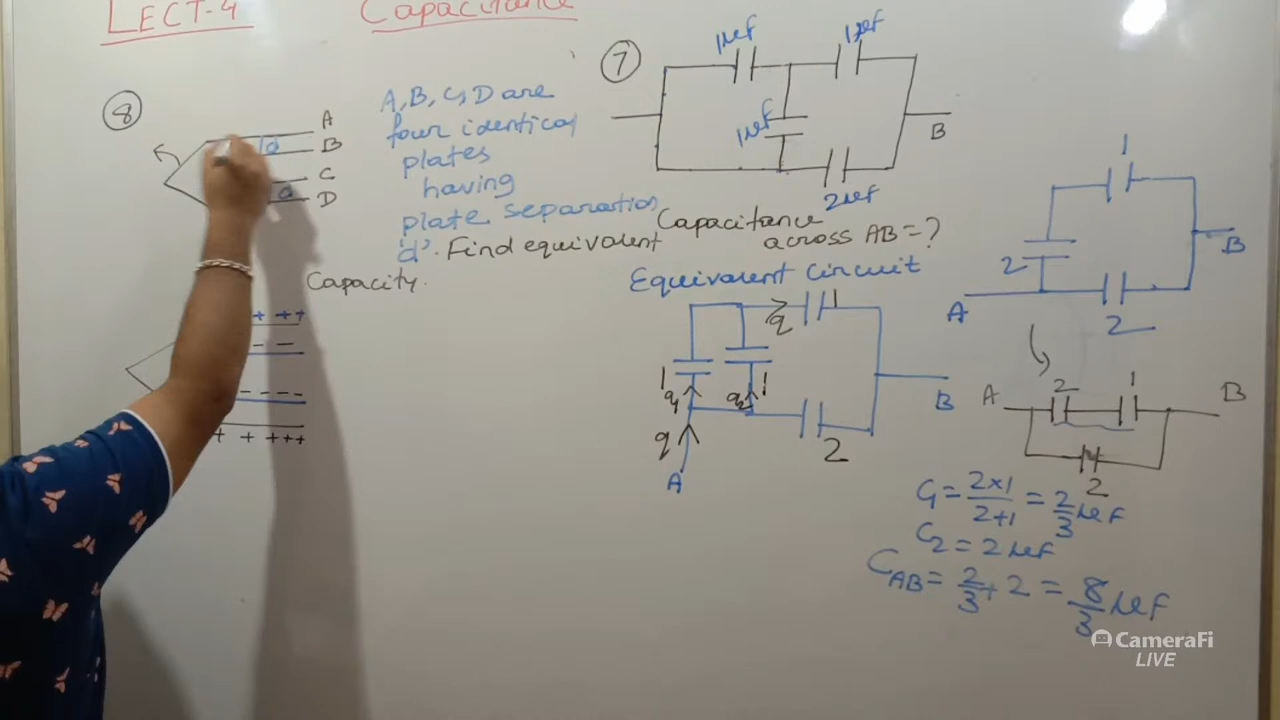 LECT-4 Capacitance
8
A
B
C
D
d
d
A, B, C, D are
four identical
plates
having
plate separation
'd'. Find equivalent
Capacity.
+ ++
- -
- - - -
+ + +++
7
1μF
1μF
1μF
2μF
B
Capacitance
across AB = ?
Equivalent circuit
1
1
1
2
q
q1
q2
q
A
B
1
2
2
A
B
A
2
1
B
2
C1 = 2×1/2+1 = 2/3 μF
C2 = 2 μF
CAB = 2/3 + 2 = 8/3 μF
CameraFi
LIVE